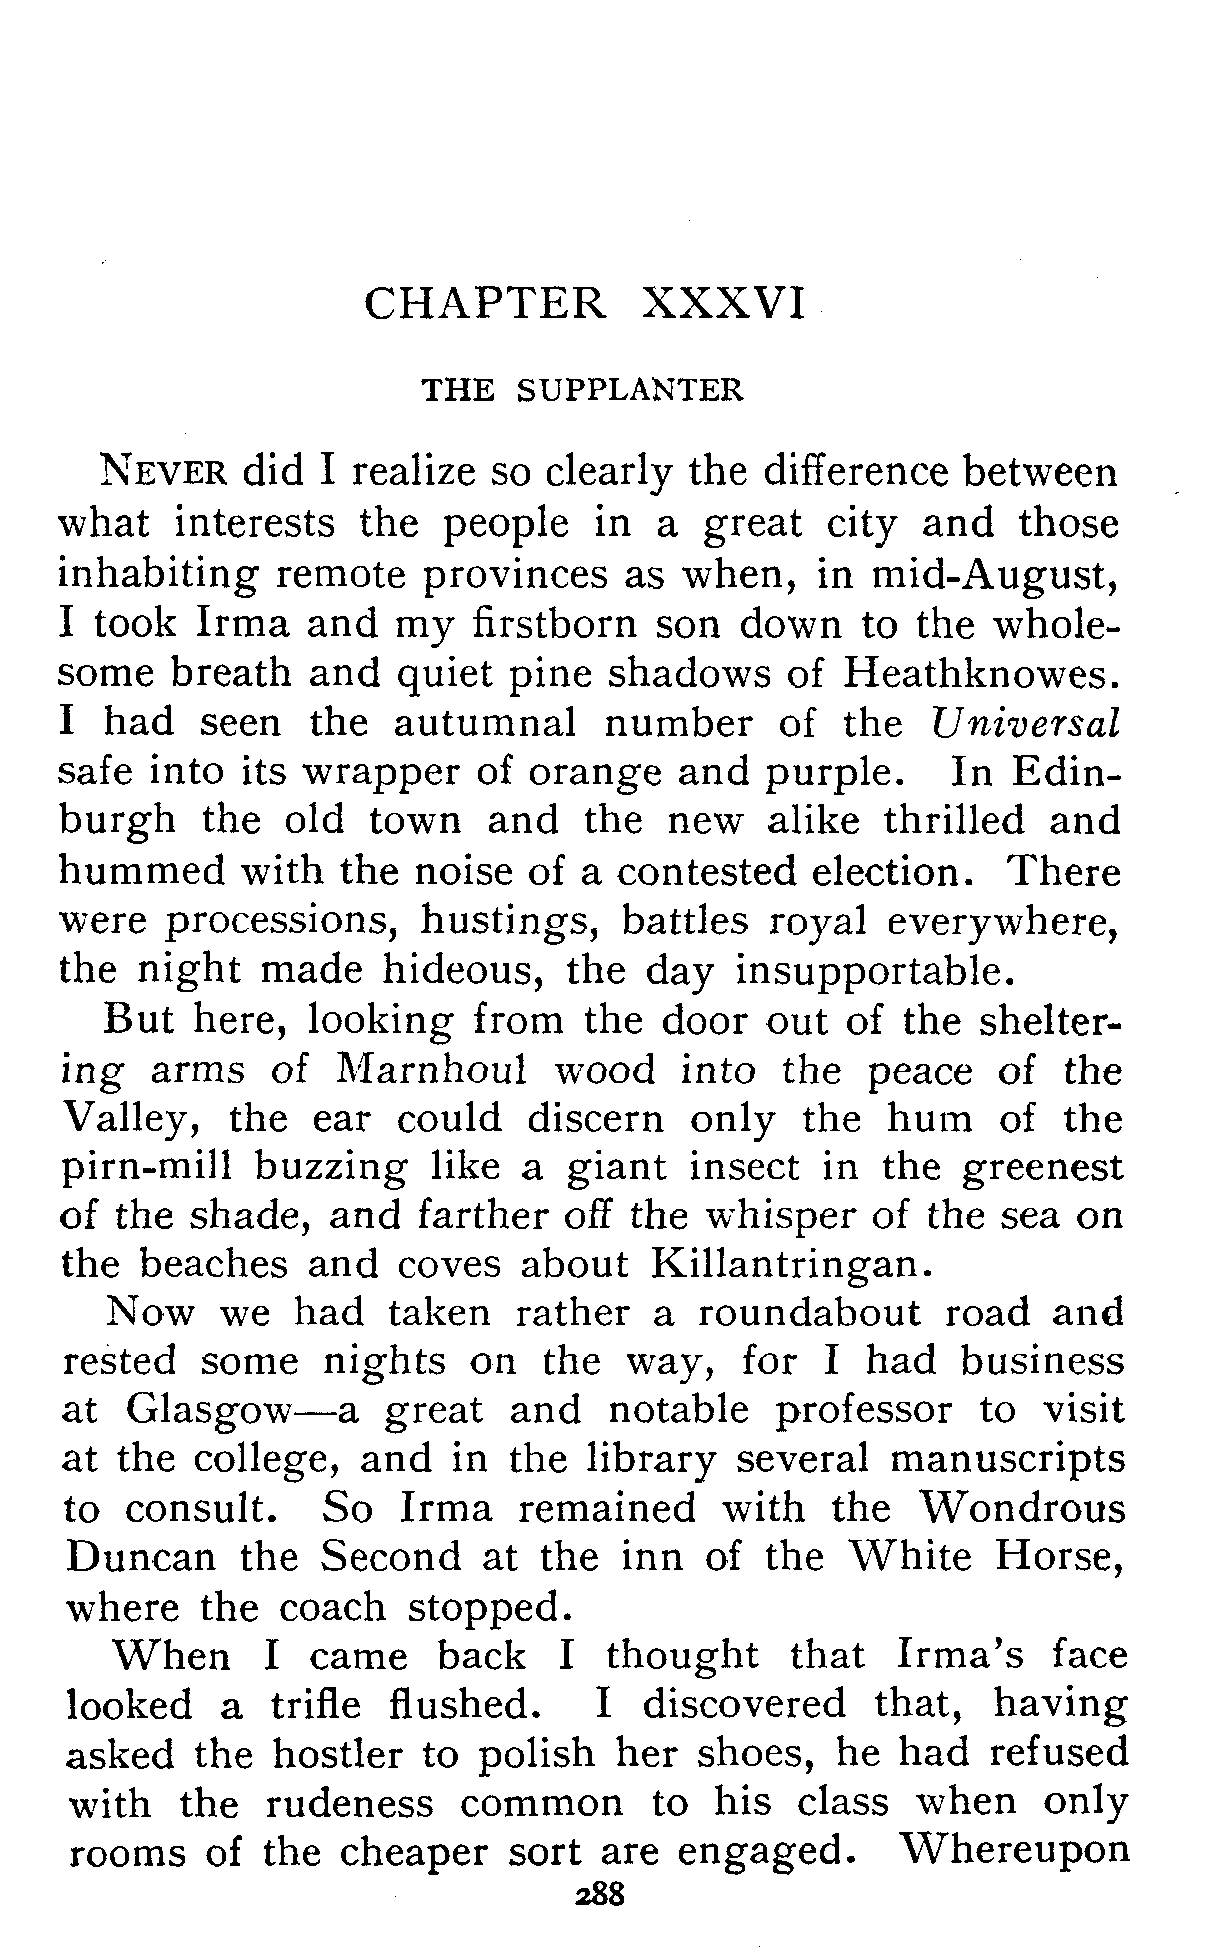 CHAPTER XXXVI
THE SUPPLANTER
NEVER did I realize so clearly the difference between
what interests the people in a great city and those
inhabiting remote provinces as when, in mid-August,
I took Irma and my firstborn son down to the whole-
some breath and quiet pine shadows of Heathknowes.
I had seen the autumnal number of the Universal
safe into its wrapper of orange and purple. In Edin-
burgh the old town and the new alike thrilled and
hummed with the noise of a contested election. There
were processions, hustings, battles royal everywhere,
the night made hideous, the day insupportable.
But here, looking from the door out of the shelter-
ing arms of Marnhoul wood into the peace of the
Valley, the ear could discern only the hum of the
pirn-mill buzzing like a giant insect in the greenest
of the shade, and farther off the whisper of the sea on
the beaches and coves about Killantringan.
Now we had taken rather a roundabout road and
rested some nights on the way, for I had business
at Glasgow—a great and notable professor to visit
at the college, and in the library several manuscripts
to consult. So Irma remained with the Wondrous
Duncan the Second at the inn of the White Horse,
where the coach stopped.
When I came back I thought that Irma's face
looked a trifle flushed. I discovered that, having
asked the hostler to polish her shoes, he had refused
with the rudeness common to his class when only
rooms of the cheaper sort are engaged. Whereupon
288